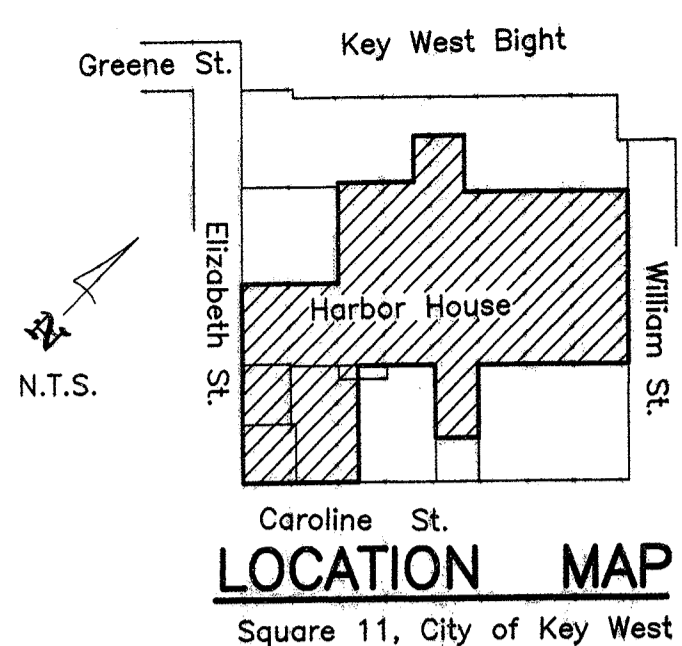 Key West Bight
Greene St.
Elizabeth St.
Harbor House
William St.
N
N.T.S.
Caroline St.
LOCATION MAP
Square 11, City of Key West